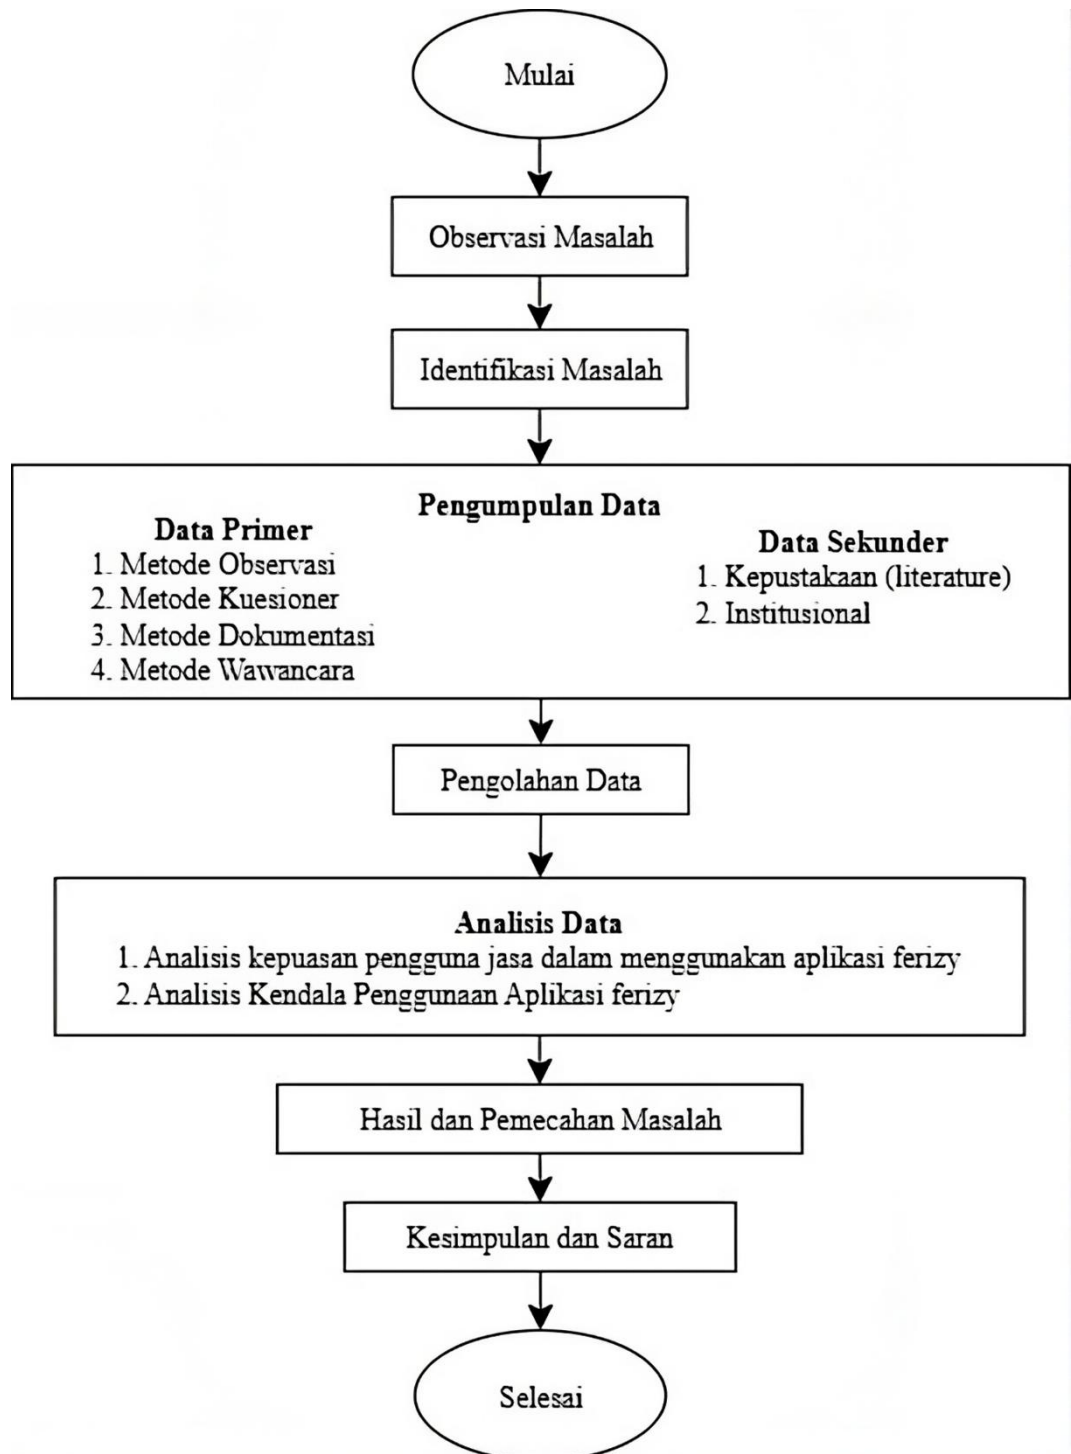 Mulai
Observasi Masalah
Identifikasi Masalah
Pengumpulan Data
Data Primer
1. Metode Observasi
2. Metode Kuesioner
3. Metode Dokumentasi
4. Metode Wawancara
Data Sekunder
1. Kepustakaan (literature)
2. Institusional
Pengolahan Data
Analisis Data
1. Analisis kepuasan pengguna jasa dalam menggunakan aplikasi ferizy
2. Analisis Kendala Penggunaan Aplikasi ferizy
Hasil dan Pemecahan Masalah
Kesimpulan dan Saran
Selesai